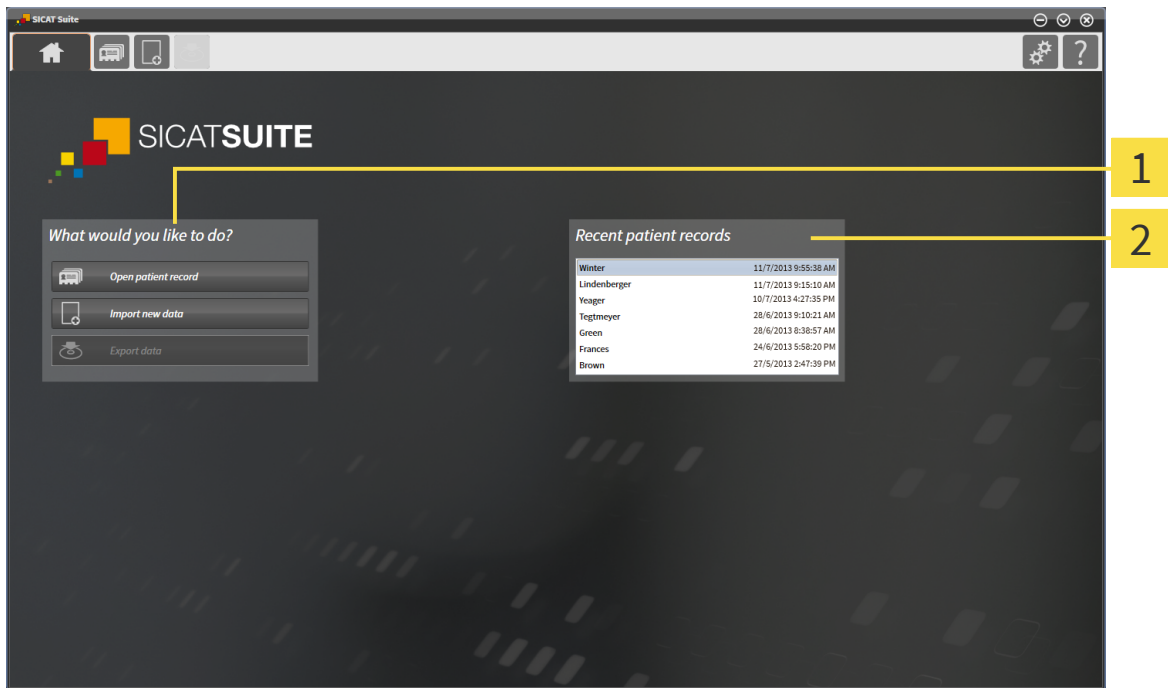 SICAT Suite
?
SICATSUITE
1
2
What would you like to do?
Open patient record
Import new data
Export data
Recent patient records
Winter 11/7/2013 9:55:38 AM
Lindenberger 11/7/2013 9:15:10 AM
Yeager 10/7/2013 4:27:35 PM
Tegtmeyer 28/6/2013 9:10:21 AM
Green 28/6/2013 8:38:57 AM
Frances 24/6/2013 5:58:20 PM
Brown 27/5/2013 2:47:39 PM